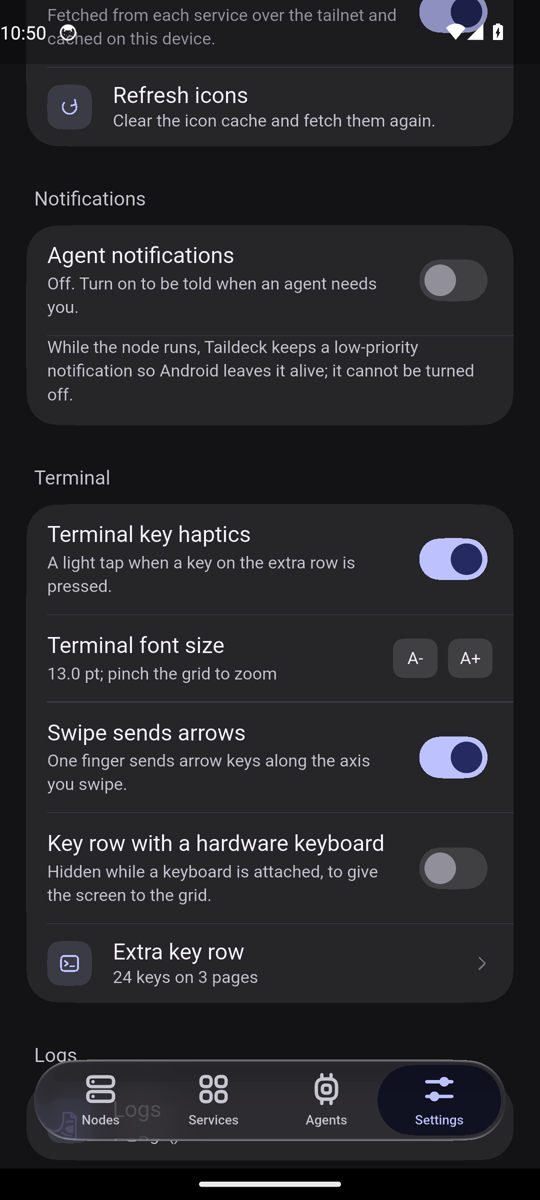 Fetched from each service over the tailnet and
10:50
cached on this device.
Refresh icons
Clear the icon cache and fetch them again.
Notifications
Agent notifications
Off. Turn on to be told when an agent needs
you.
While the node runs, Taildeck keeps a low-priority
notification so Android leaves it alive; it cannot be turned
off.
Terminal
Terminal key haptics
A light tap when a key on the extra row is
pressed.
Terminal font size
A- A+
13.0 pt; pinch the grid to zoom
Swipe sends arrows
One finger sends arrow keys along the axis
you swipe.
Key row with a hardware keyboard
Hidden while a keyboard is attached, to give
the screen to the grid.
Extra key row
24 keys on 3 pages
Logs
Logs
Nodes Services Agents Settings